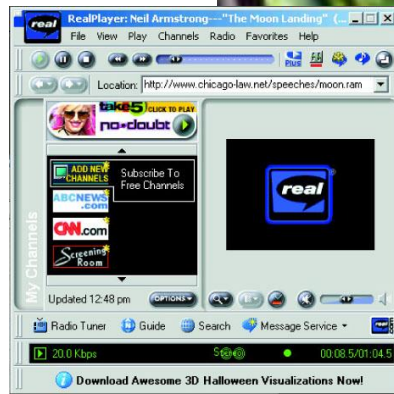 real
RealPlayer: Neil Armstrong---"The Moon Landing" (...
File View Play Channels Radio Favorites Help
Plus
Location: http://www.chicago-law.net/speeches/moon.ram
take5 CLICK TO PLAY
no•doubt
ADD NEW CHANNELS
Subscribe To
Free Channels
ABCNEWS
.com
CNN.com
Screening
Room
real
My Channels
Updated 12:48 pm OPTIONS
Radio Tuner Guide Search Message Service real
20.0 Kbps Stereo 00:08.5/01:04.5
Download Awesome 3D Halloween Visualizations Now!